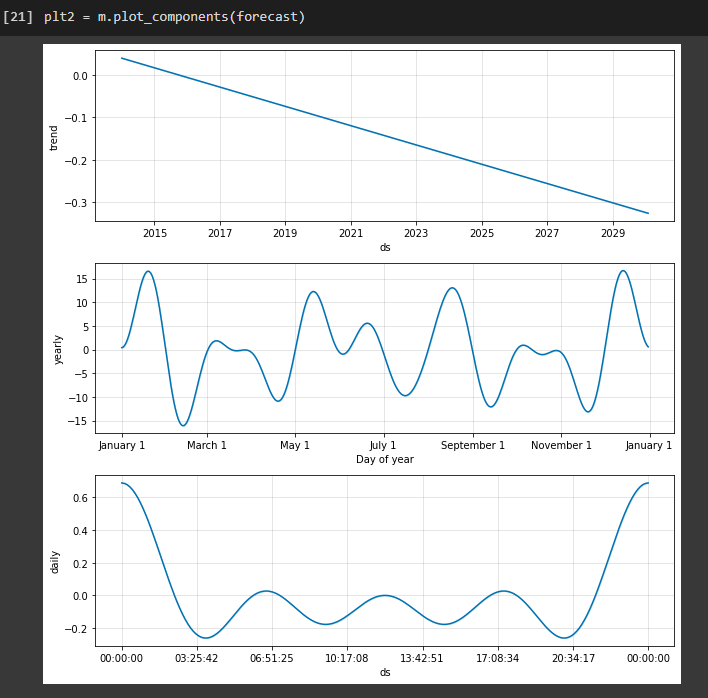 [21] plt2 = m.plot_components(forecast)
trend
0.0
−0.1
−0.2
−0.3
2015 2017 2019 2021 2023 2025 2027 2029
ds
yearly
15
10
5
0
−5
−10
−15
January 1 March 1 May 1 July 1 September 1 November 1 January 1
Day of year
daily
0.6
0.4
0.2
0.0
−0.2
00:00:00 03:25:42 06:51:25 10:17:08 13:42:51 17:08:34 20:34:17 00:00:00
ds